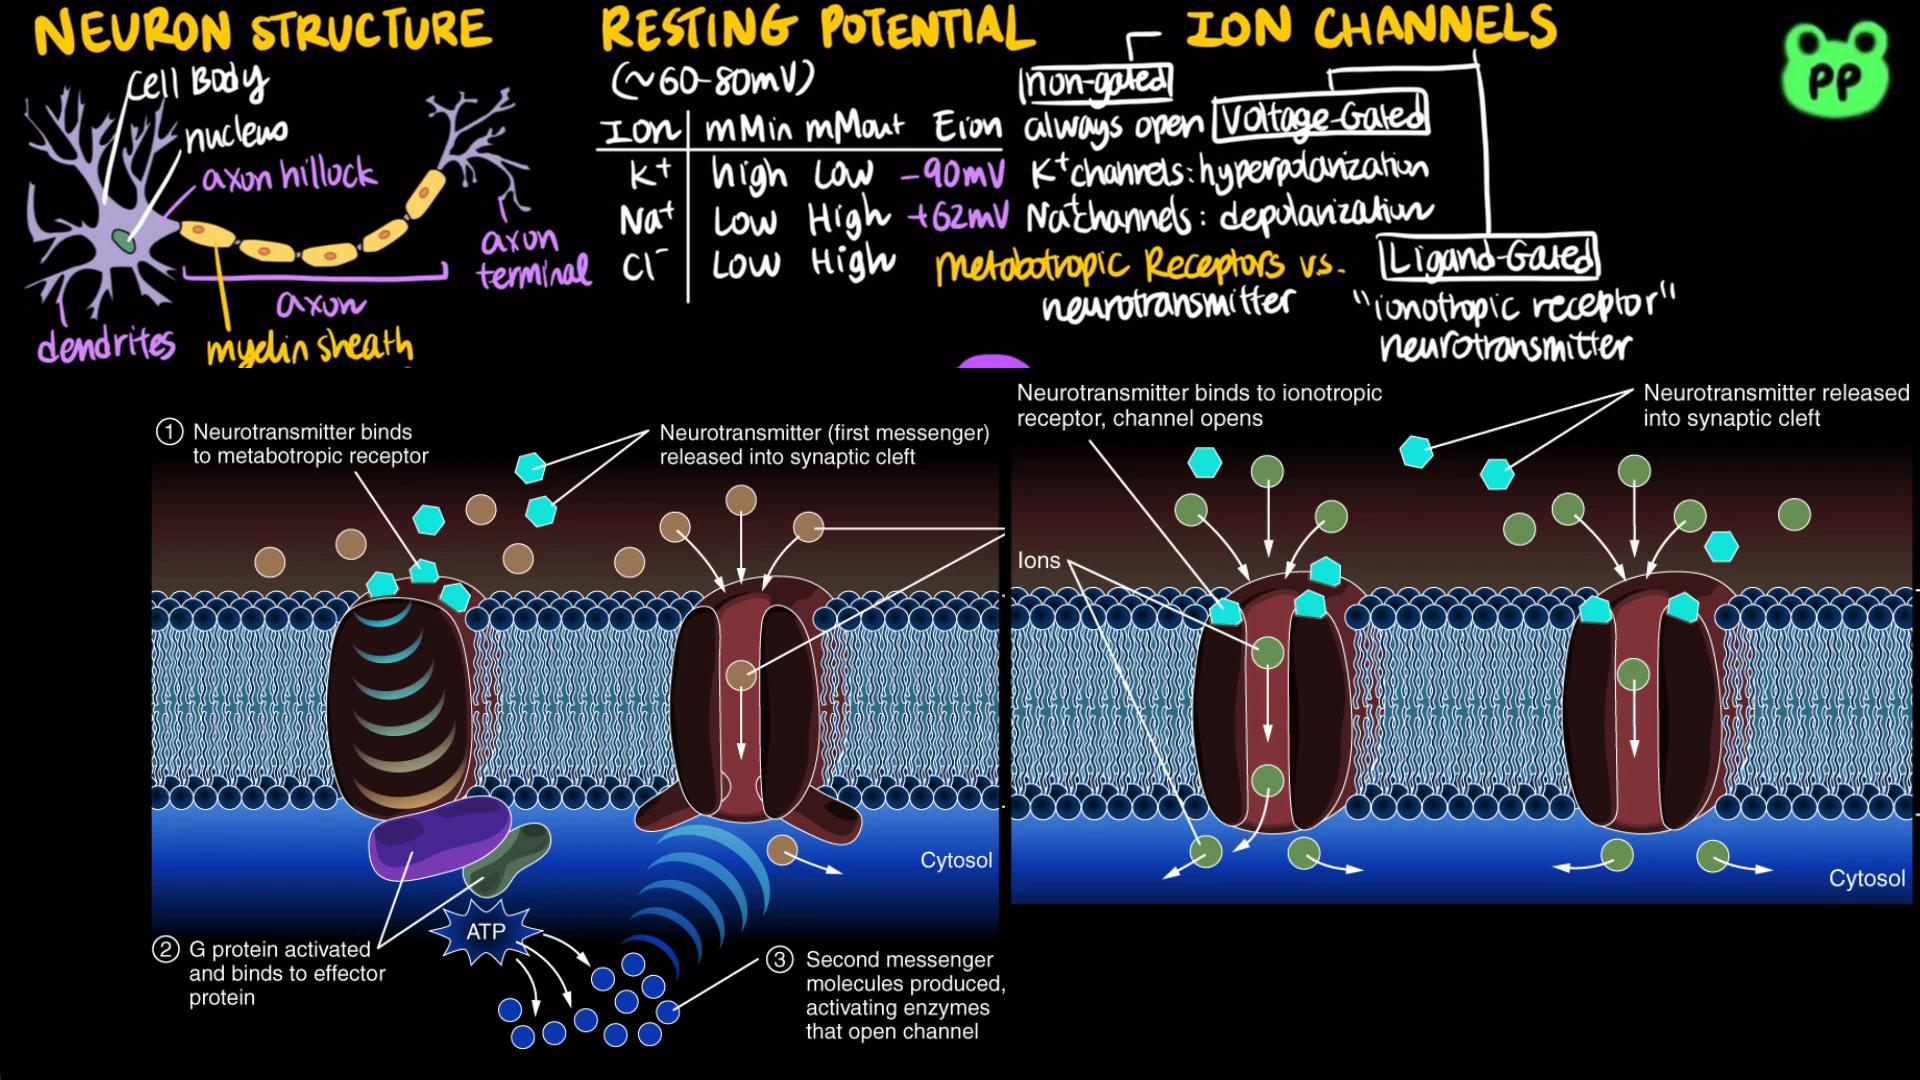 NEURON STRUCTURE
cell Body
nucleus
axon hillock
axon
terminal
axon
dendrites
myelin sheath
RESTING POTENTIAL
(~60-80mV)
Ion mMin mMout Eion
K+ high Low -90mV
Na+ Low High +62mV
Cl- Low High
ION CHANNELS
non-gated
always open
Voltage-Gated
K+ channels: hyperpolarization
Na+ channels: depolarization
Metabotropic Receptors v.s.
neurotransmitter
Ligand-Gated
"ionotropic receptor"
neurotransmitter
PP
1 Neurotransmitter binds
to metabotropic receptor
Neurotransmitter (first messenger)
released into synaptic cleft
Cytosol
ATP
2 G protein activated
and binds to effector
protein
3 Second messenger
molecules produced,
activating enzymes
that open channel
Neurotransmitter binds to ionotropic
receptor, channel opens
Neurotransmitter released
into synaptic cleft
Ions
Cytosol